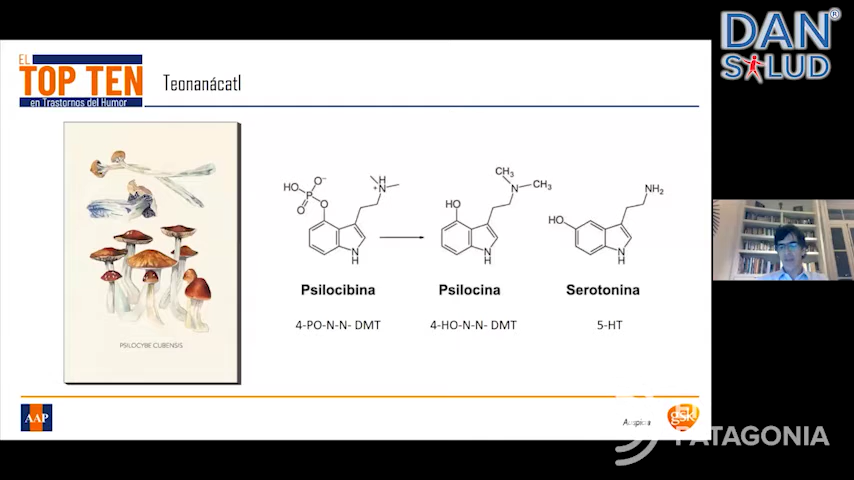 EL
TOP TEN
en Trastornos del Humor
Teonanácatl
DAN®
SALUD
PSILOCYBE CUBENSIS
HO P O⁻ O O H N⁺ N H
HO CH₃ N CH₃ N H
HO NH₂ N H
Psilocibina Psilocina Serotonina
4-PO-N-N- DMT 4-HO-N-N- DMT 5-HT
AAP
gsk
PATAGONIA